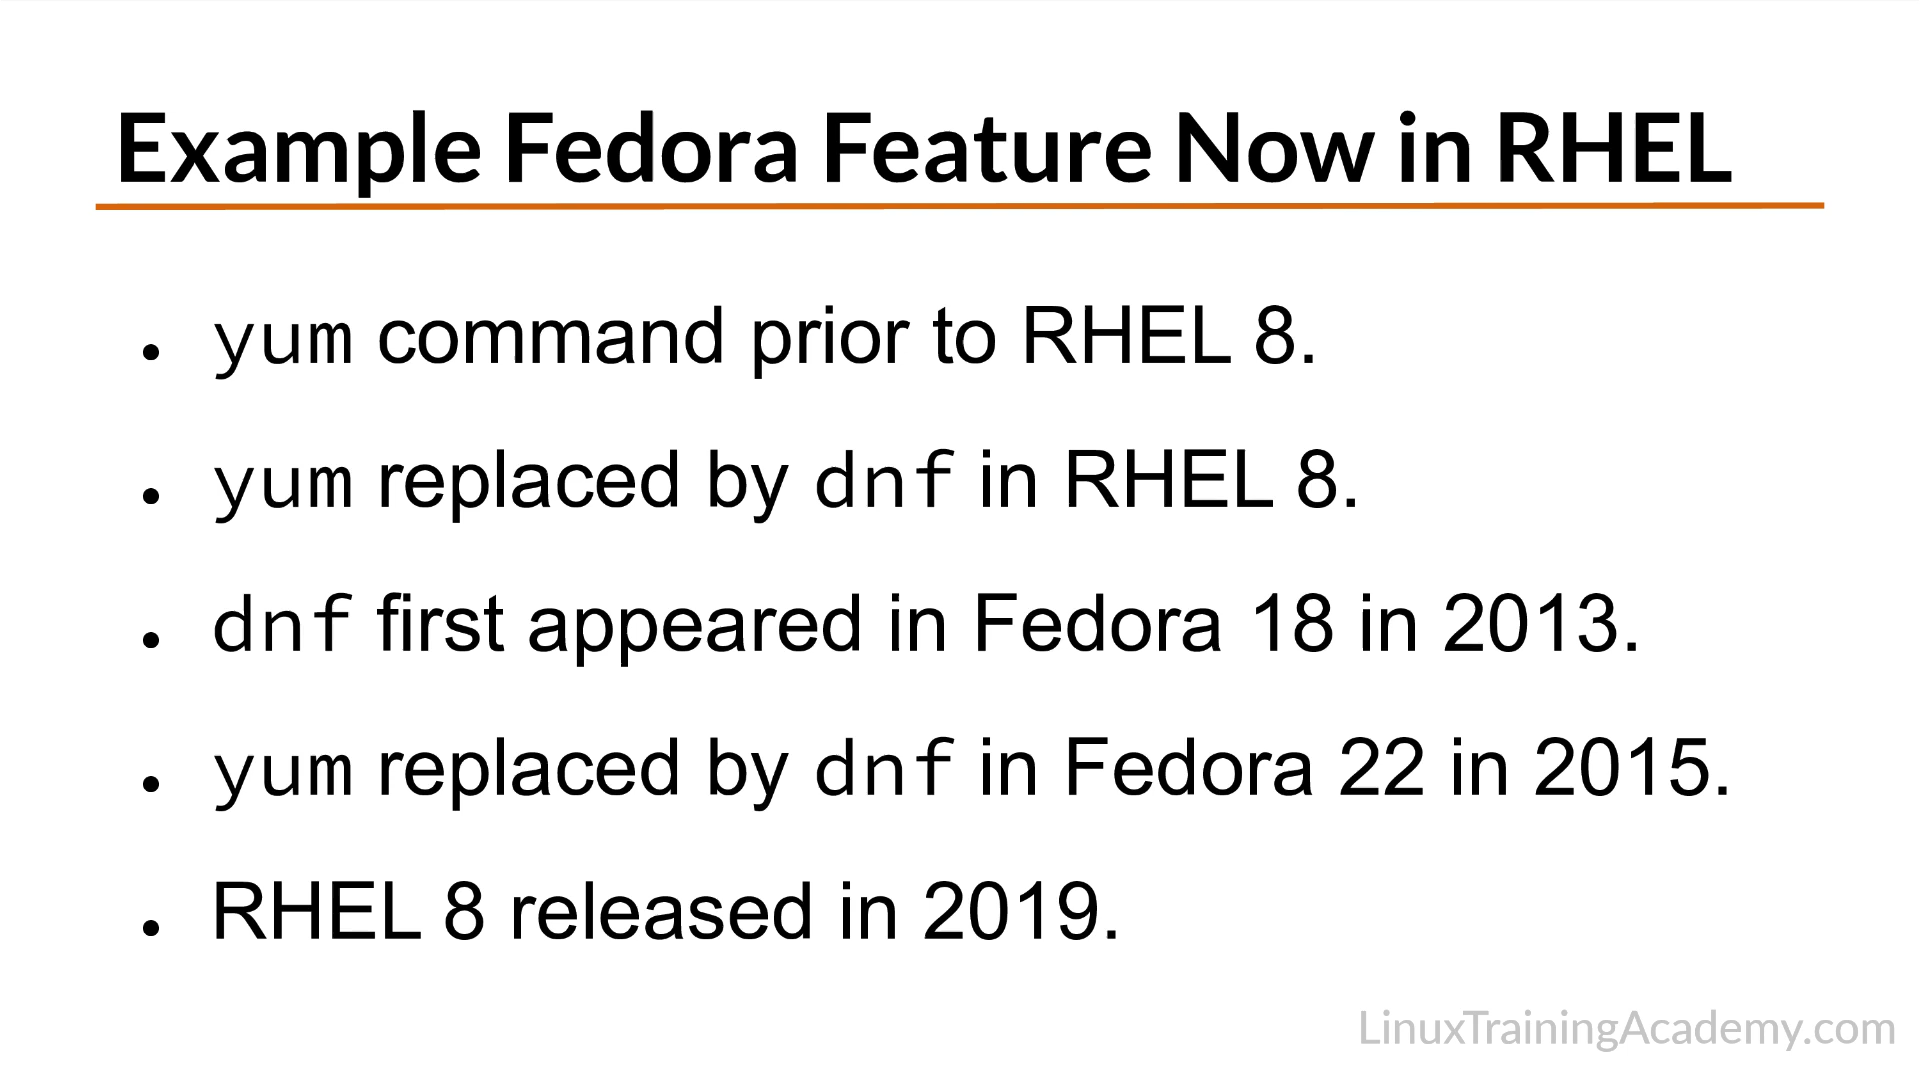 Example Fedora Feature Now in RHEL
● yum command prior to RHEL 8.
● yum replaced by dnf in RHEL 8.
● dnf first appeared in Fedora 18 in 2013.
● yum replaced by dnf in Fedora 22 in 2015.
● RHEL 8 released in 2019.
LinuxTrainingAcademy.com